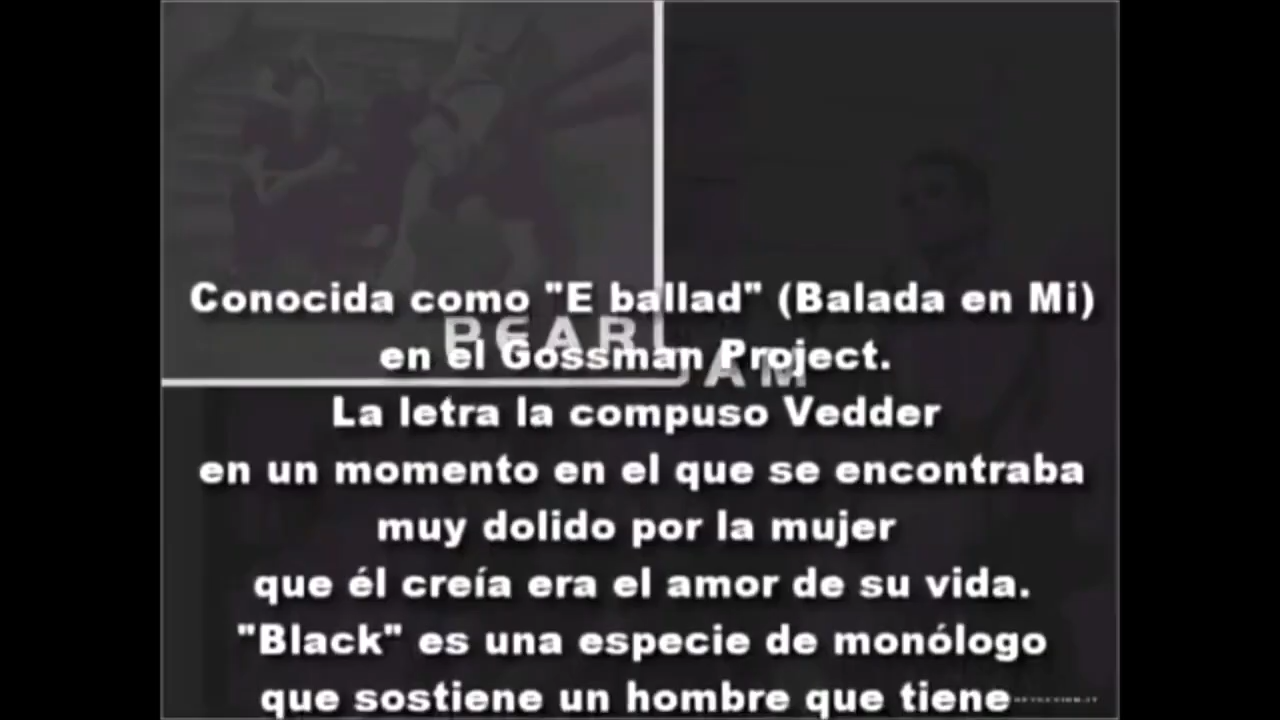 Conocida como "E ballad" (Balada en Mi)
PEARL
en el Gossman Project.
JAM
La letra la compuso Vedder
en un momento en el que se encontraba
muy dolido por la mujer
que él creía era el amor de su vida.
"Black" es una especie de monólogo
que sostiene un hombre que tiene